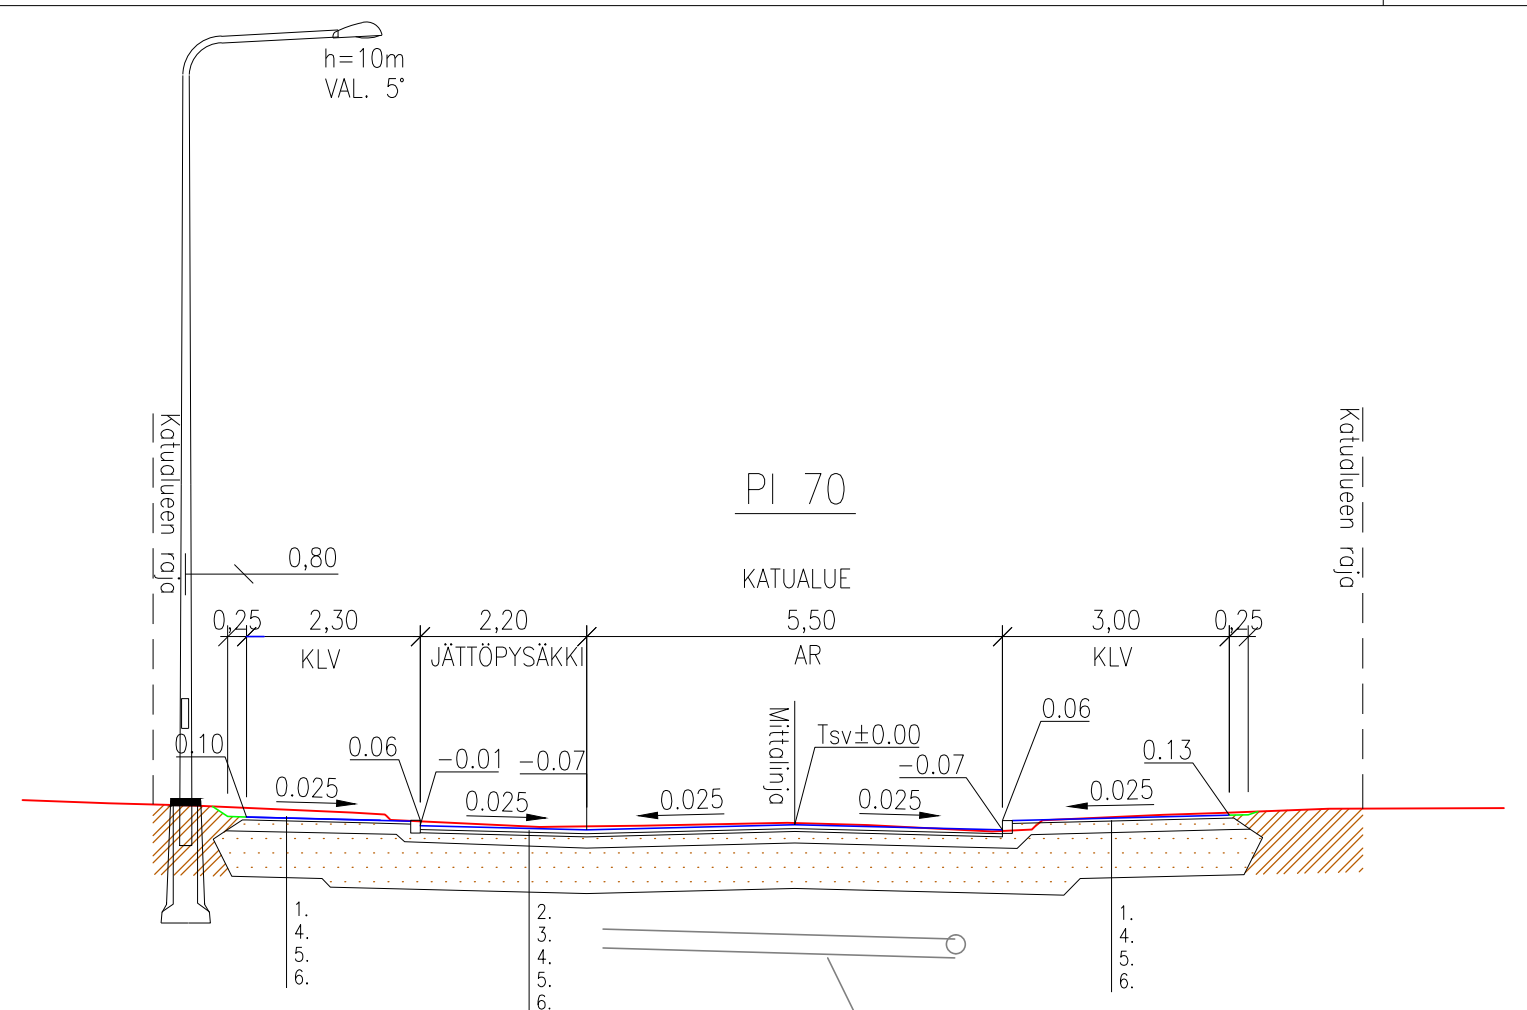 h=10m
VAL. 5°
Katualueen raja
Katualueen raja
PI 70
0,80
KATUALUE
0,25
2,30
2,20
5,50
3,00
0,25
KLV
JÄTTÖPYSÄKKI
AR
KLV
Mittalinja
0.10
0.06
-0.01
-0.07
Tsv±0.00
-0.07
0.06
0.13
0.025
0.025
0.025
0.025
0.025
1.
4.
5.
6.
2.
3.
4.
5.
6.
1.
4.
5.
6.